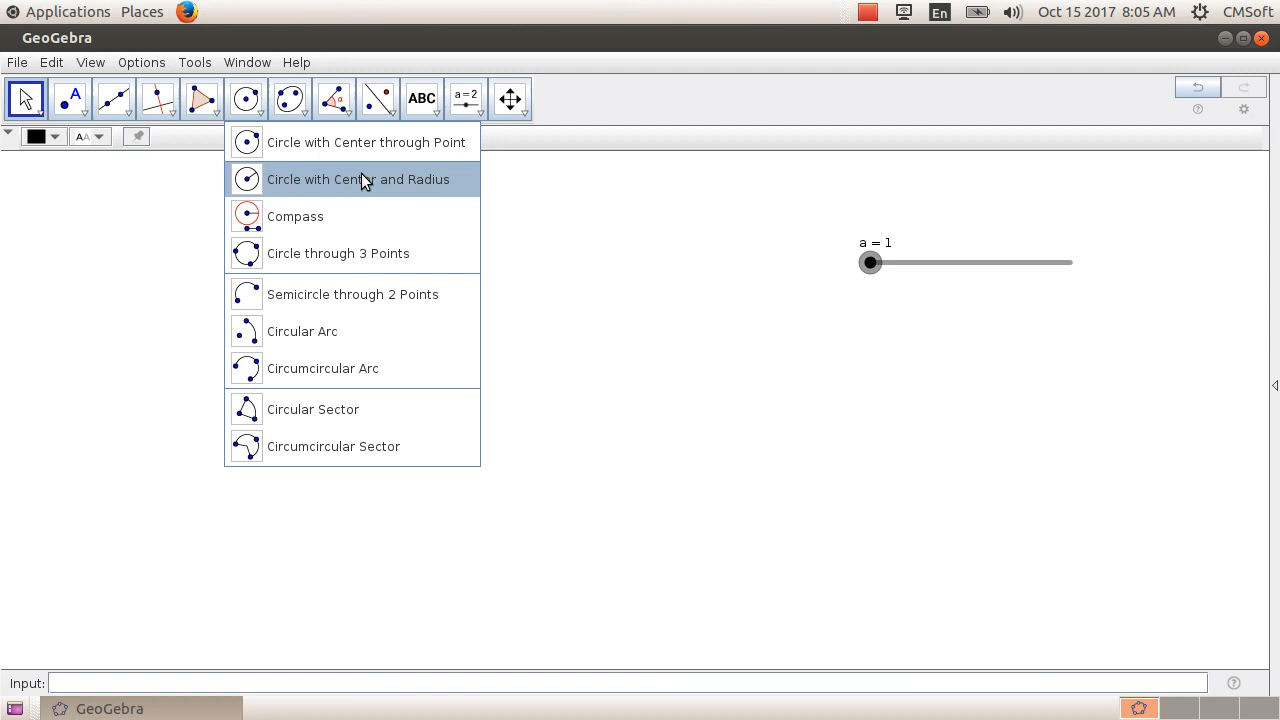 Applications Places En Oct 15 2017 8:05 AM CMSoft
GeoGebra
File Edit View Options Tools Window Help
A α ABC a=2
AA
Circle with Center through Point
Circle with Center and Radius
Compass
Circle through 3 Points
Semicircle through 2 Points
Circular Arc
Circumcircular Arc
Circular Sector
Circumcircular Sector
a = 1
Input:
GeoGebra